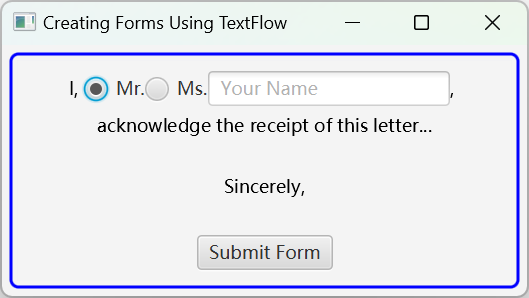 Creating Forms Using TextFlow
I, Mr. Ms. Your Name ,
acknowledge the receipt of this letter...
Sincerely,
Submit Form